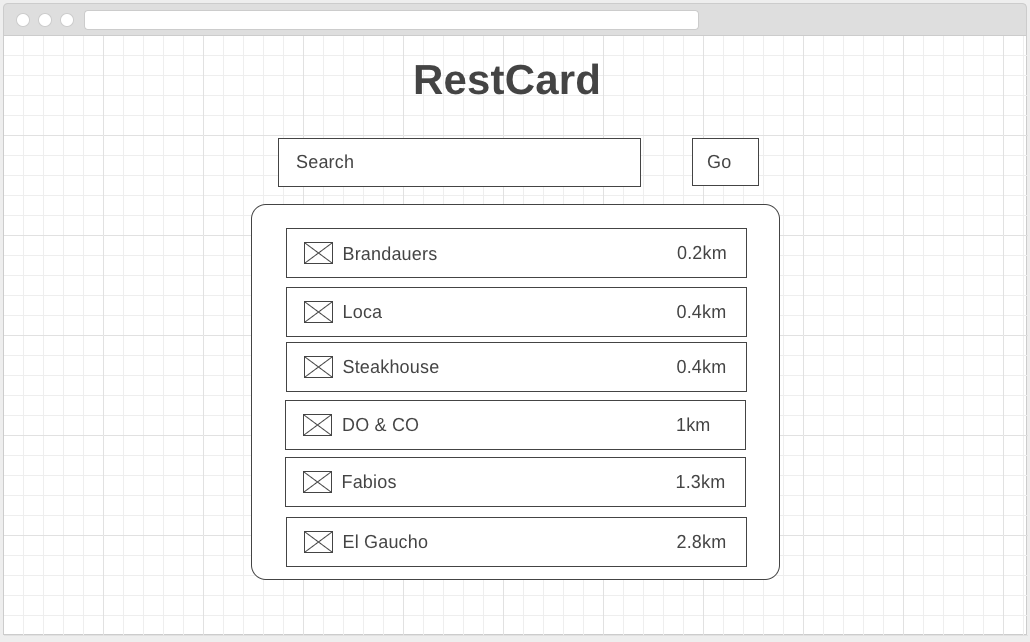 RestCard
Search Go
Brandauers 0.2km
Loca 0.4km
Steakhouse 0.4km
DO & CO 1km
Fabios 1.3km
El Gaucho 2.8km